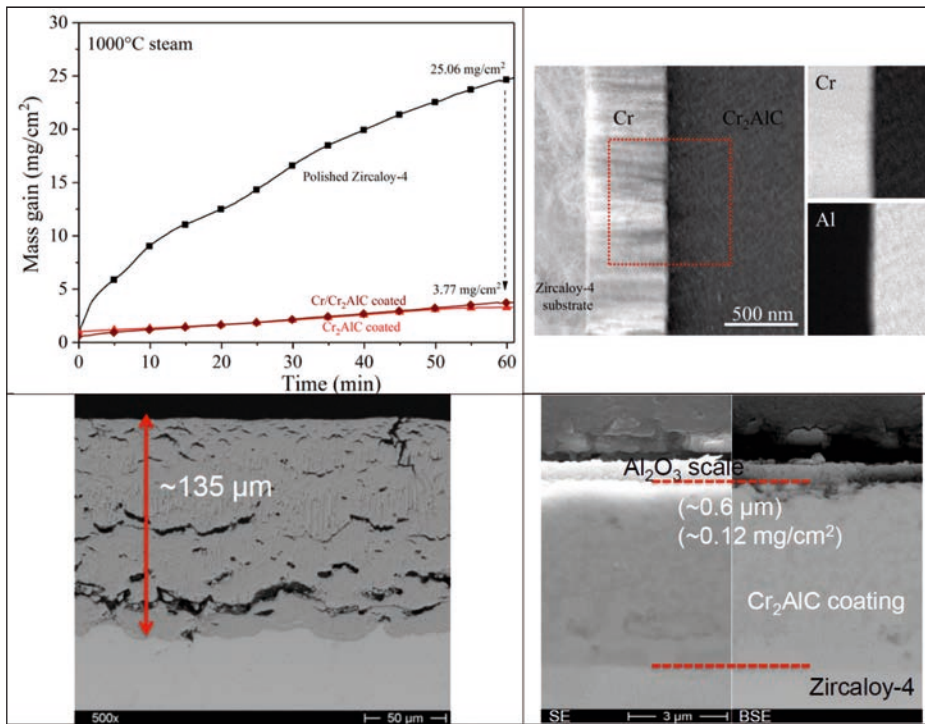 1000°C steam
25.06 mg/cm²
Polished Zircaloy-4
3.77 mg/cm²
Cr/Cr₂AlC coated
Cr₂AlC coated
Mass gain (mg/cm²)
30
25
20
15
10
5
0
0 10 20 30 40 50 60
Time (min)
Cr
Cr₂AlC
Zircaloy-4
substrate
500 nm
Cr
Al
~135 μm
500x
50 μm
Al₂O₃ scale
(~0.6 μm)
(~0.12 mg/cm²)
Cr₂AlC coating
Zircaloy-4
SE
3 μm
BSE